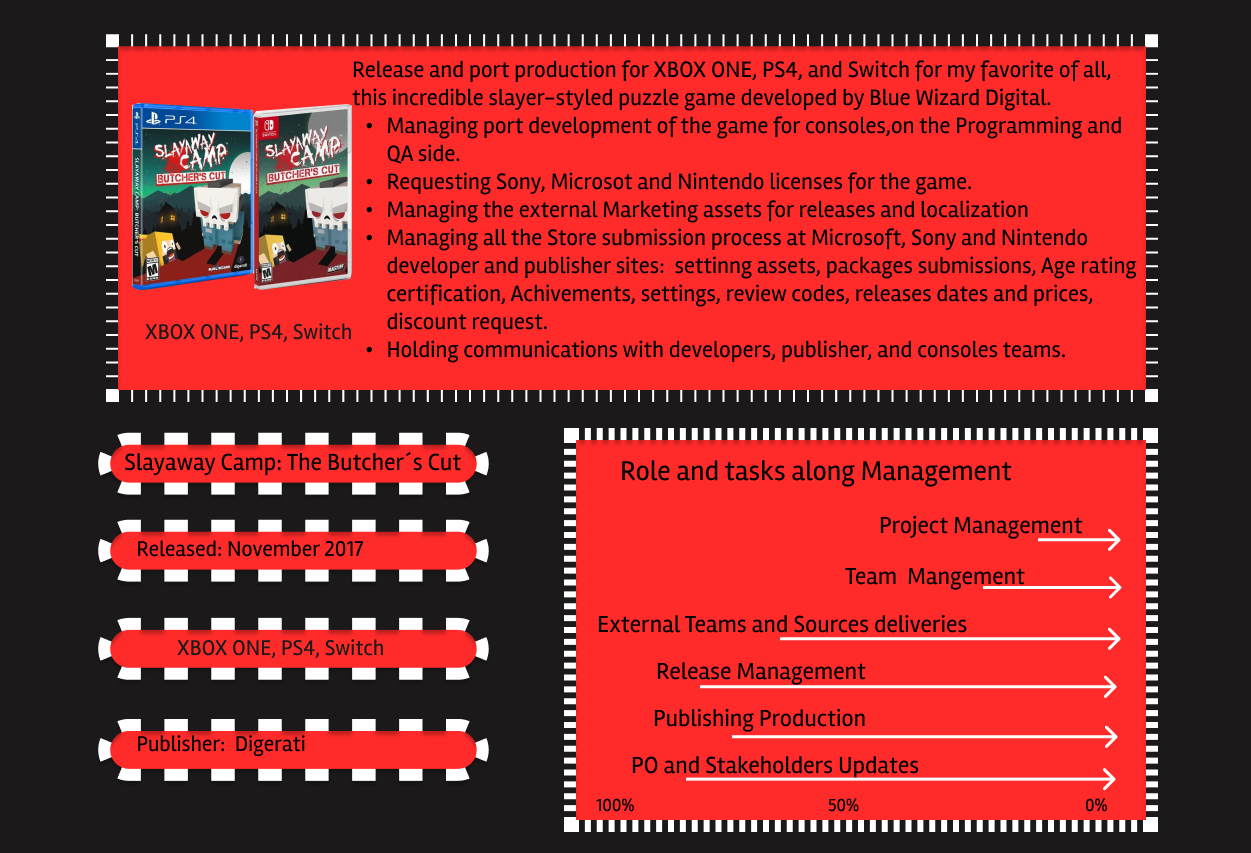 Release and port production for XBOX ONE, PS4, and Switch for my favorite of all,
this incredible slayer-styled puzzle game developed by Blue Wizard Digital.
• Managing port development of the game for consoles,on the Programming and
QA side.
• Requesting Sony, Microsot and Nintendo licenses for the game.
• Managing the external Marketing assets for releases and localization
• Managing all the Store submission process at Microsoft, Sony and Nintendo
developer and publisher sites:  settinng assets, packages submissions, Age rating
certification, Achivements, settings, review codes, releases dates and prices,
discount request.
• Holding communications with developers, publisher, and consoles teams.
PS4
SLAYAWAY
CAMP
BUTCHER'S CUT
SLAYAWAY CAMP: BUTCHER'S CUT
M
SLAYAWAY
CAMP
BUTCHER'S CUT
M
XBOX ONE, PS4, Switch
Slayaway Camp: The Butcher´s Cut
Released: November 2017
XBOX ONE, PS4, Switch
Publisher:  Digerati
Role and tasks along Management
Project Management
Team  Mangement
External Teams and Sources deliveries
Release Management
Publishing Production
PO and Stakeholders Updates
100% 50% 0%